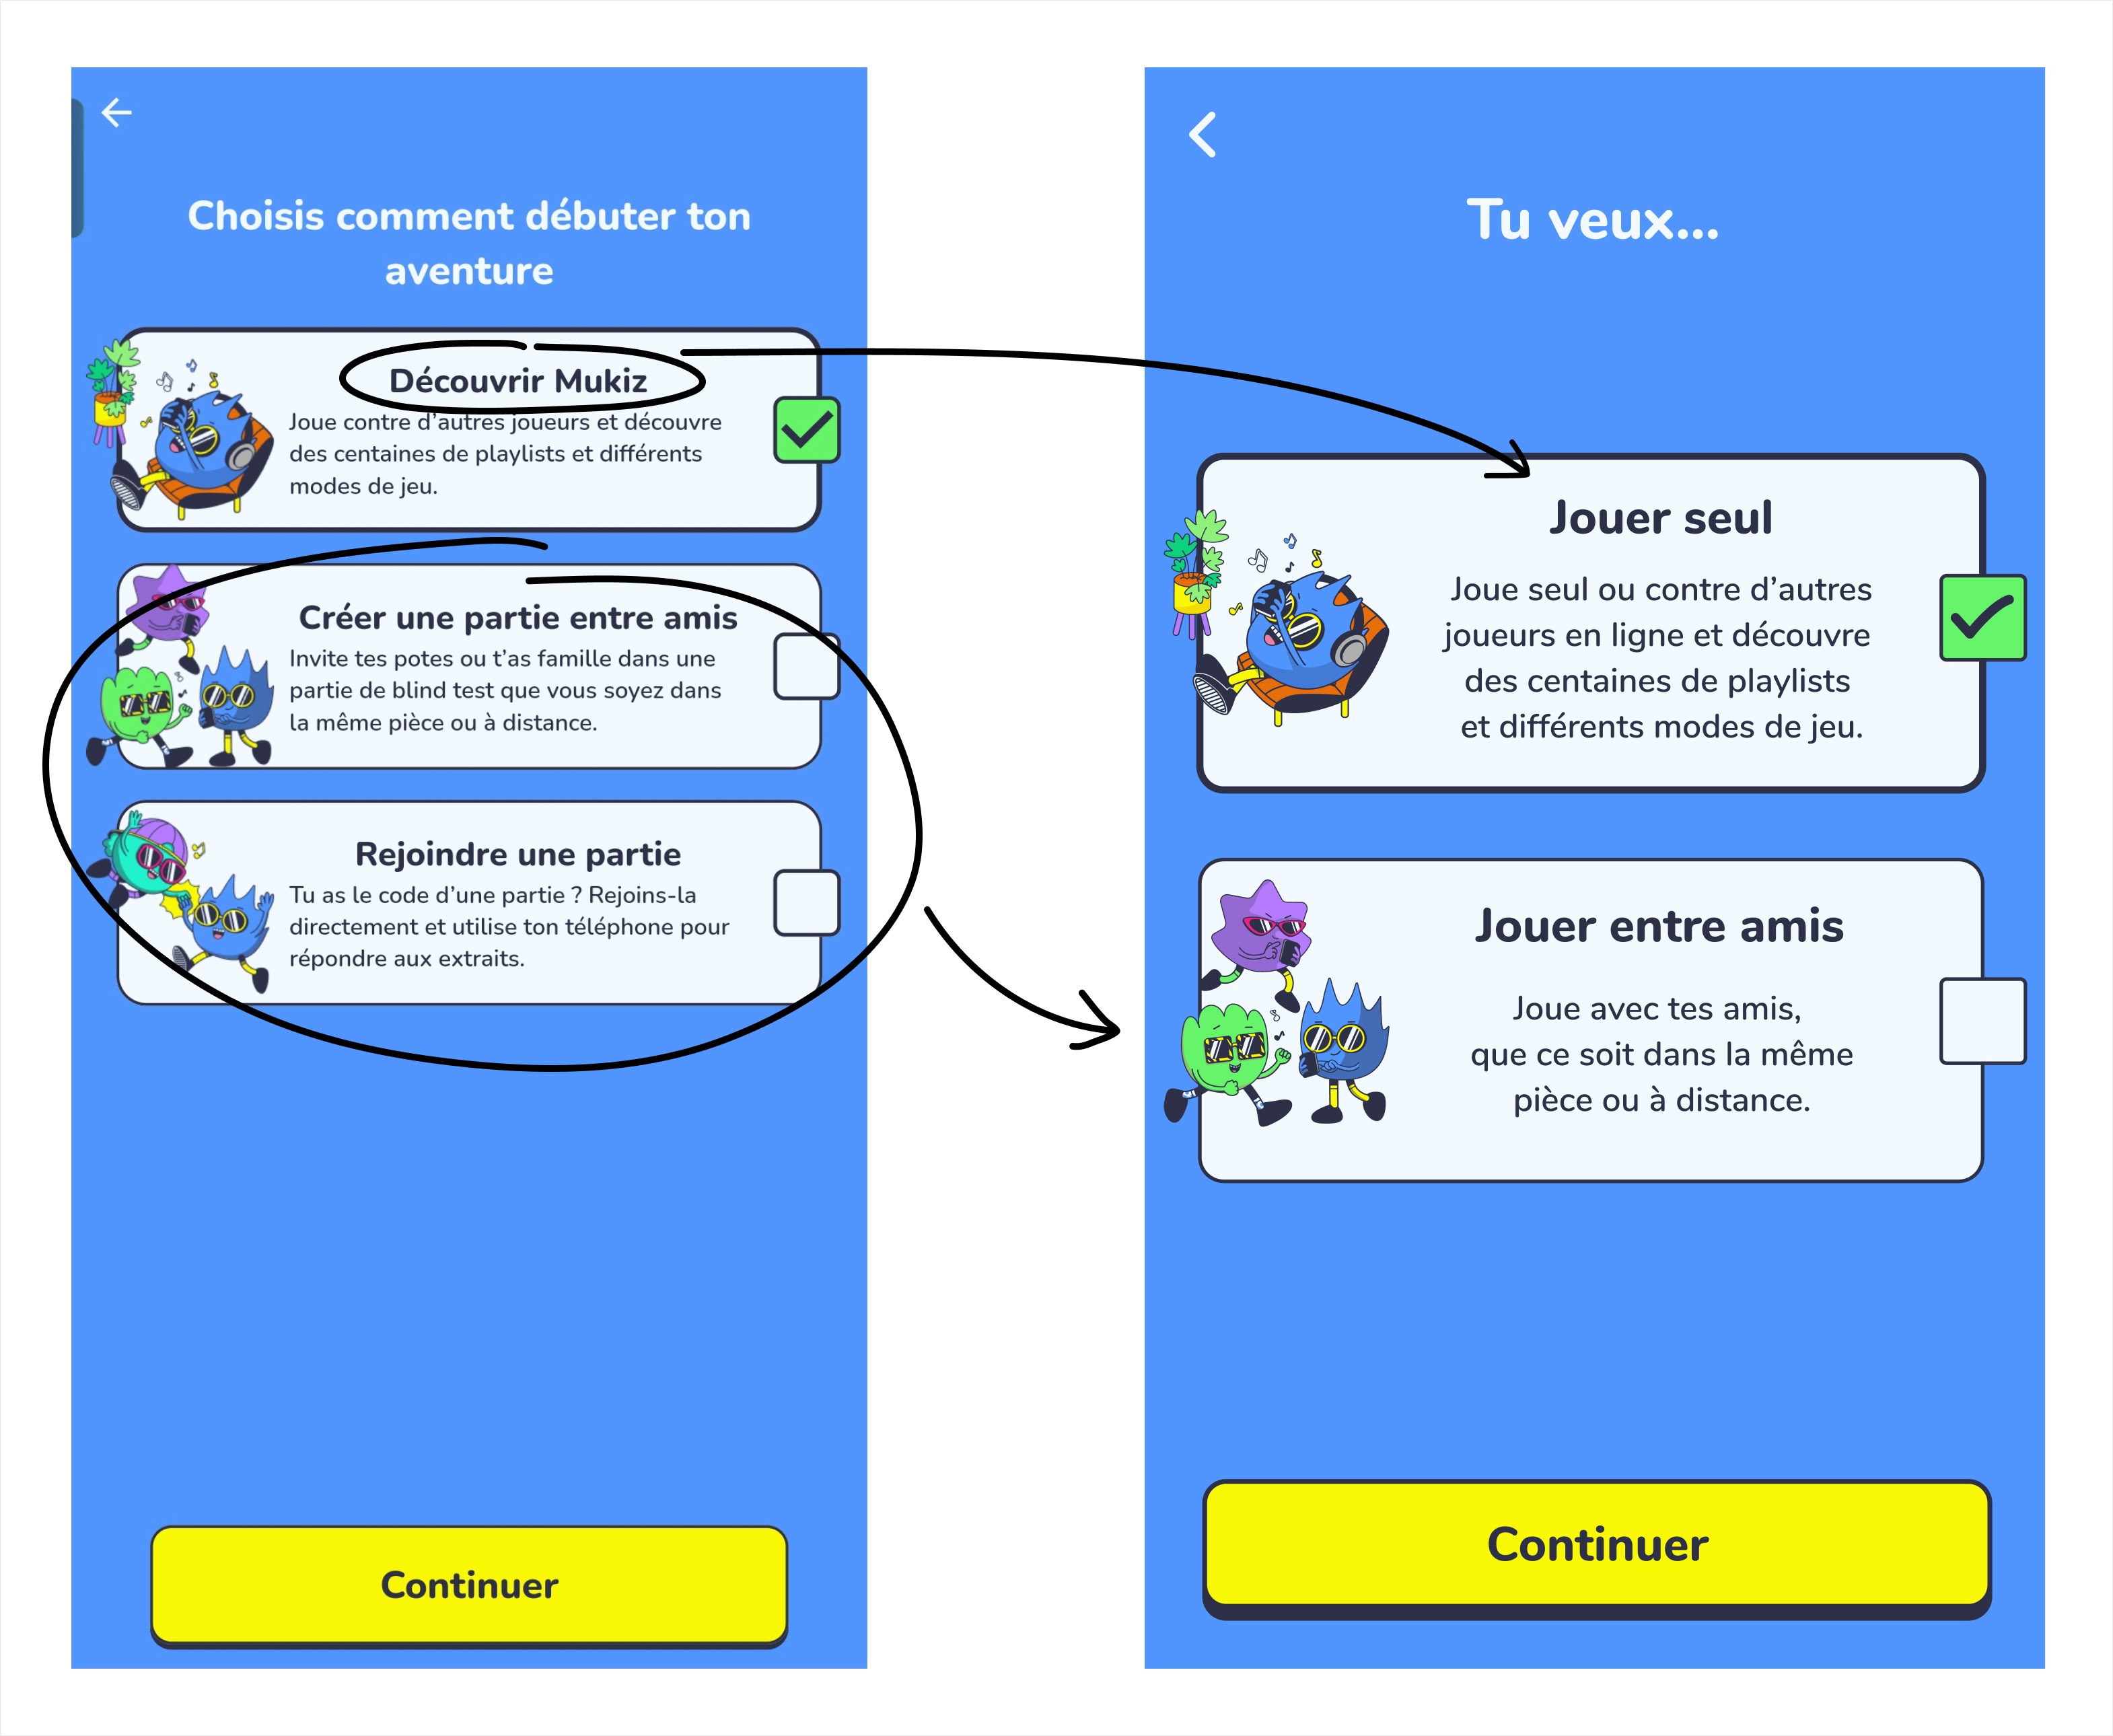 Choisis comment débuter ton
aventure
Découvrir Mukiz
Joue contre d’autres joueurs et découvre
des centaines de playlists et différents
modes de jeu.
Créer une partie entre amis
Invite tes potes ou t’as famille dans une
partie de blind test que vous soyez dans
la même pièce ou à distance.
Rejoindre une partie
Tu as le code d’une partie ? Rejoins-la
directement et utilise ton téléphone pour
répondre aux extraits.
Continuer
Tu veux...
Jouer seul
Joue seul ou contre d’autres
joueurs en ligne et découvre
des centaines de playlists
et différents modes de jeu.
Jouer entre amis
Joue avec tes amis,
que ce soit dans la même
pièce ou à distance.
Continuer